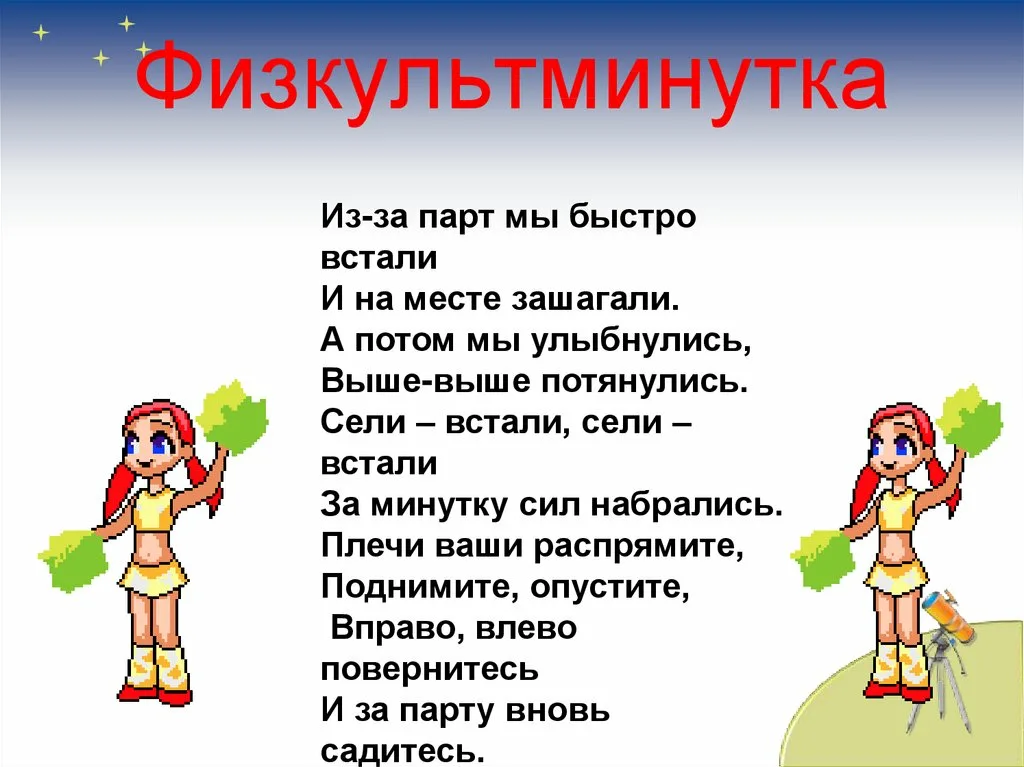 Физкультминутка
Из-за парт мы быстро
встали
И на месте зашагали.
А потом мы улыбнулись,
Выше-выше потянулись.
Сели – встали, сели –
встали
За минутку сил набрались.
Плечи ваши распрямите,
Поднимите, опустите,
Вправо, влево
повернитесь
И за парту вновь
садитесь.